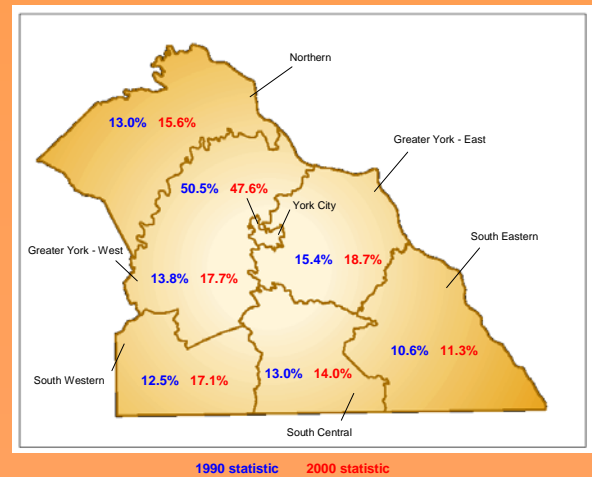 Northern
13.0% 15.6%
Greater York - East
50.5% 47.6%
York City
South Eastern
Greater York - West
15.4% 18.7%
13.8% 17.7%
10.6% 11.3%
South Western
12.5% 17.1%
13.0% 14.0%
South Central
1990 statistic 2000 statistic